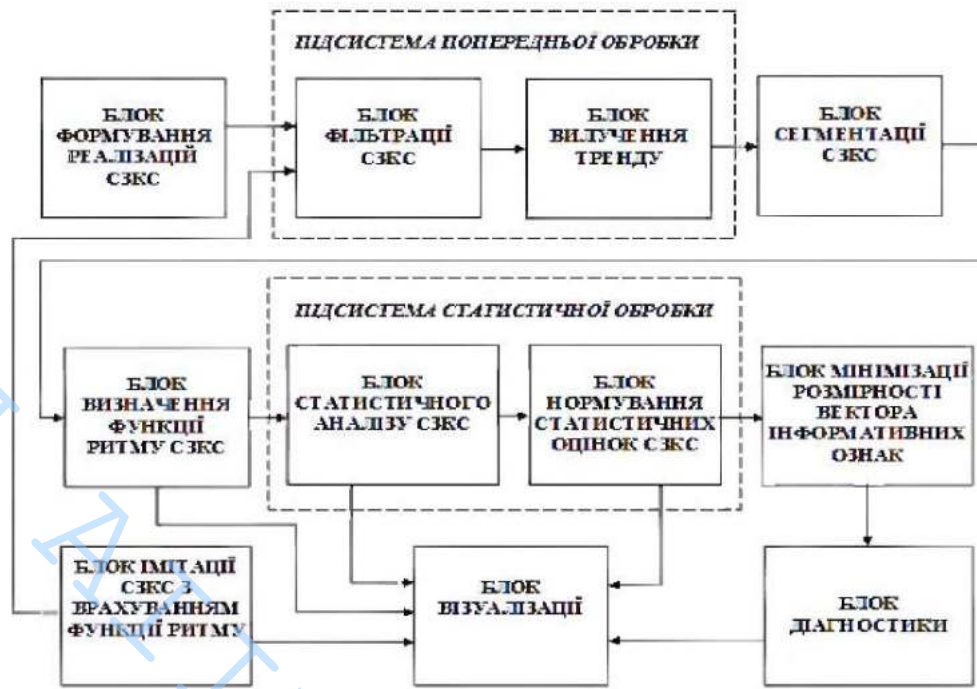 ПІДСИСТЕМА ПОПЕРЕДНЬОЇ ОБРОБКИ
БЛОК
ФОРМУВАННЯ
РЕАЛІЗАЦІЙ
СЗКС
БЛОК
ФІЛЬТРАЦІЇ
СЗКС
БЛОК
ВИЛУЧЕННЯ
ТРЕНДУ
БЛОК
СЕГМЕНТАЦІЇ
СЗКС
ПІДСИСТЕМА СТАТИСТИЧНОЇ ОБРОБКИ
БЛОК
ВИЗНАЧЕННЯ
ФУНКЦІЇ
РИТМУ СЗКС
БЛОК
СТАТИСТИЧНОГО
АНАЛІЗУ СЗКС
БЛОК
НОРМУВАННЯ
СТАТИСТИЧНИХ
ОЦІНОК СЗКС
БЛОК МІНІМІЗАЦІЇ
РОЗМІРНОСТІ
ВЕКТОРА
ІНФОРМАТИВНИХ
ОЗНАК
БЛОК ІМІТАЦІЇ
СЗКС З
ВРАХУВАННЯМ
ФУНКЦІЇ РИТМУ
БЛОК
ВІЗУАЛІЗАЦІЇ
БЛОК
ДІАГНОСТИКИ